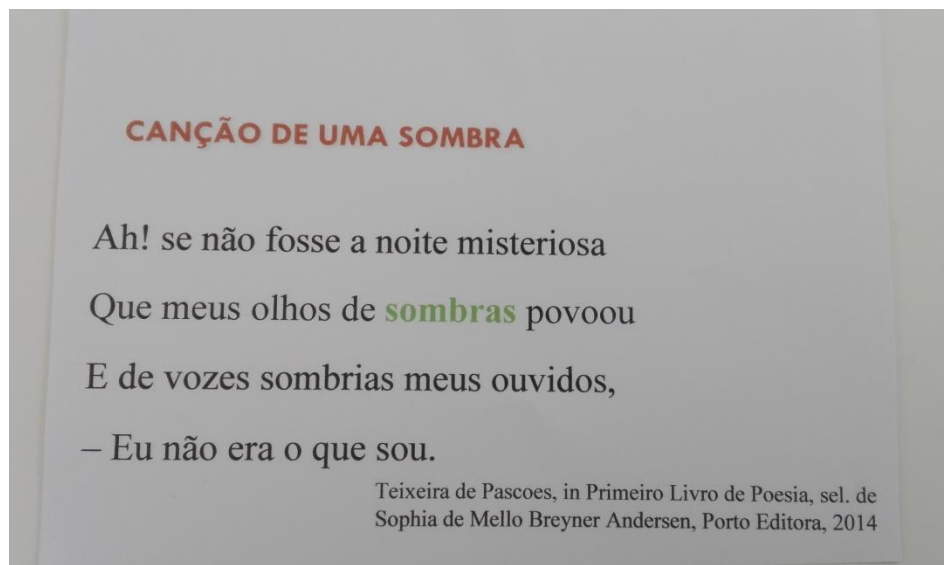 CANÇÃO DE UMA SOMBRA
Ah! se não fosse a noite misteriosa
Que meus olhos de sombras povoou
E de vozes sombrias meus ouvidos,
– Eu não era o que sou.
Teixeira de Pascoes, in Primeiro Livro de Poesia, sel. de
Sophia de Mello Breyner Andersen, Porto Editora, 2014